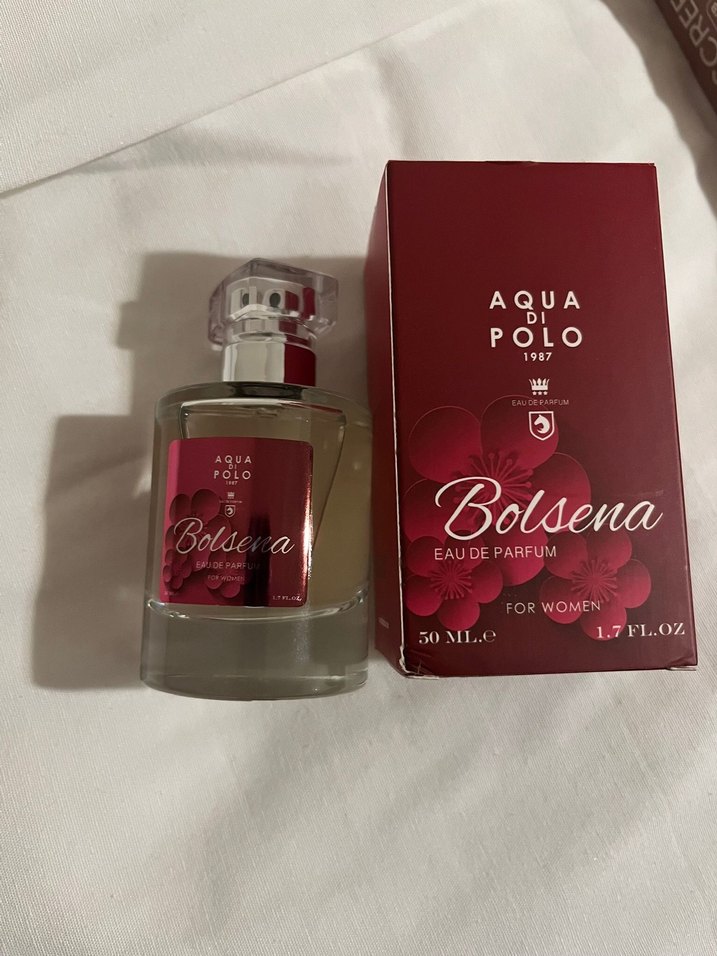 AQUA
DI
POLO
1987
Bolsena
EAU DE PARFUM
FOR WOMEN
1.7 FL.OZ.
AQUA
DI
POLO
1987
EAU DE PARFUM
Bolsena
EAU DE PARFUM
FOR WOMEN
50 ML.e
1.7 FL.OZ